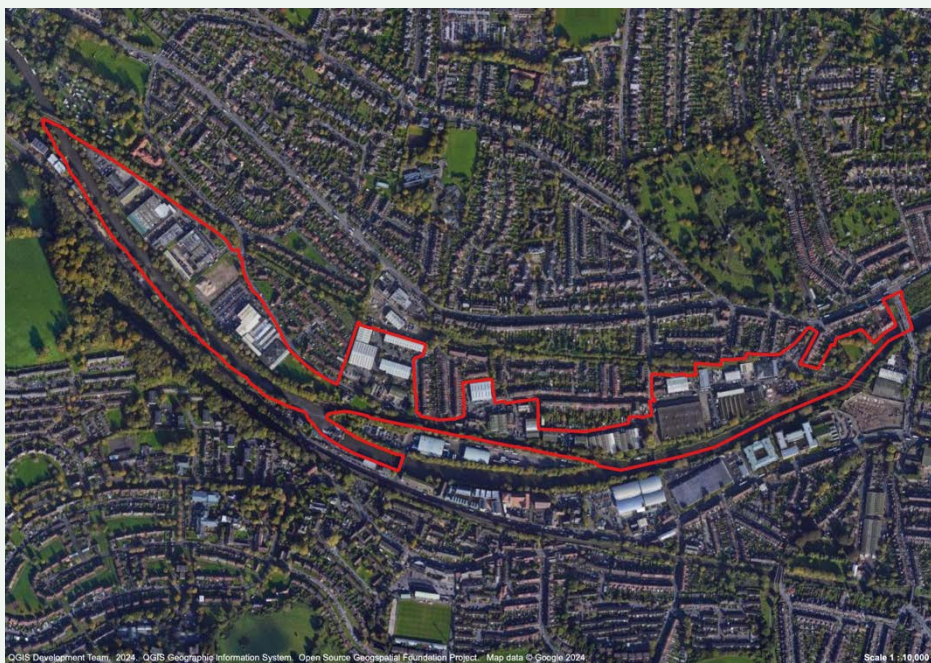 QGIS Development Team, 2024. QGIS Geographic Information System. Open Source Geospatial Foundation Project. Map data © Google 2024
Scale 1 : 10,000